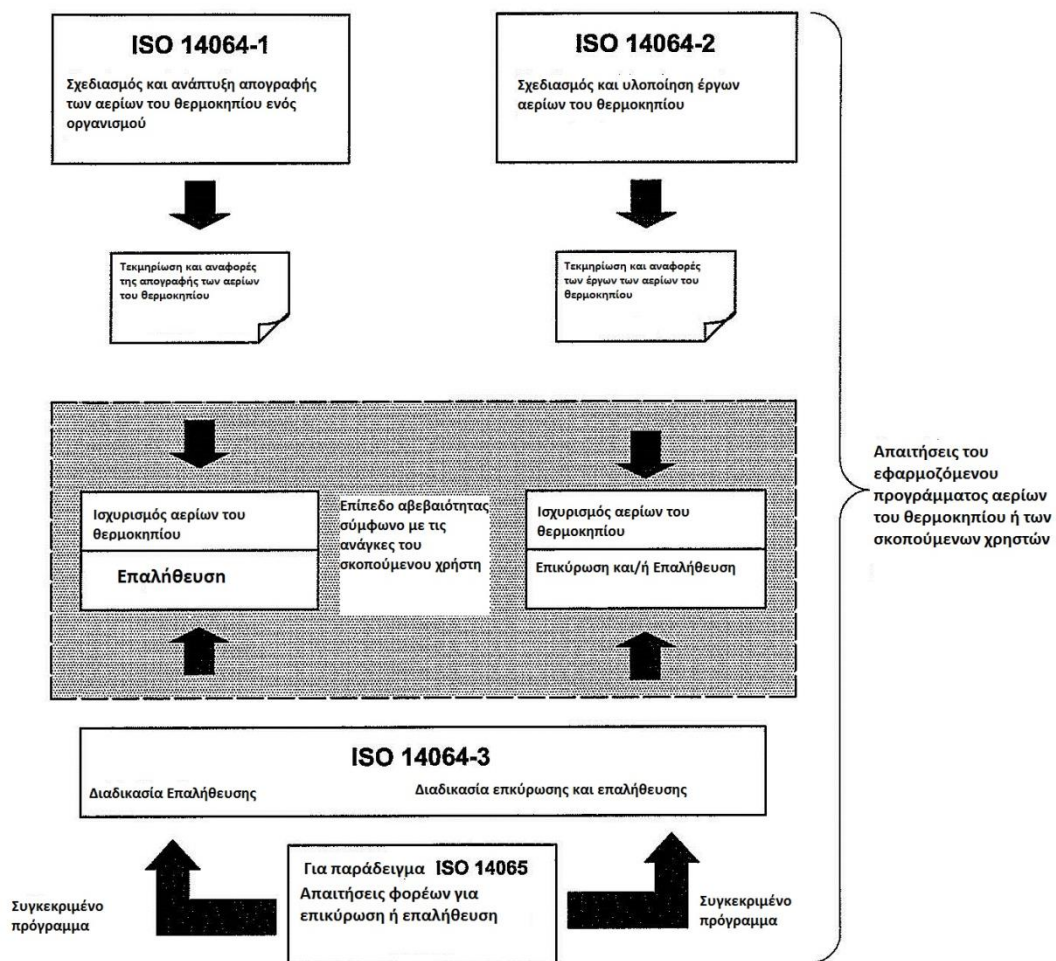 ISO 14064-1
Σχεδιασμός και ανάπτυξη απογραφής
των αερίων του θερμοκηπίου ενός
οργανισμού
ISO 14064-2
Σχεδιασμός και υλοποίηση έργων
αερίων του θερμοκηπίου
Τεκμηρίωση και αναφορές
της απογραφής των αερίων
του θερμοκηπίου
Τεκμηρίωση και αναφορές
των έργων των αερίων του
θερμοκηπίου
Ισχυρισμός αερίων του
θερμοκηπίου
Επαλήθευση
Επίπεδο αβεβαιότητας
σύμφωνο με τις
ανάγκες του
σκοπούμενου χρήστη
Ισχυρισμός αερίων του
θερμοκηπίου
Επικύρωση και/ή Επαλήθευση
Απαιτήσεις του
εφαρμοζόμενου
προγράμματος αερίων
του θερμοκηπίου ή των
σκοπούμενων χρηστών
ISO 14064-3
Διαδικασία Επαλήθευσης
Διαδικασία επκύρωσης και επαλήθευσης
Συγκεκριμένο
πρόγραμμα
Για παράδειγμα ISO 14065
Απαιτήσεις φορέων για
επικύρωση ή επαλήθευση
Συγκεκριμένο
πρόγραμμα